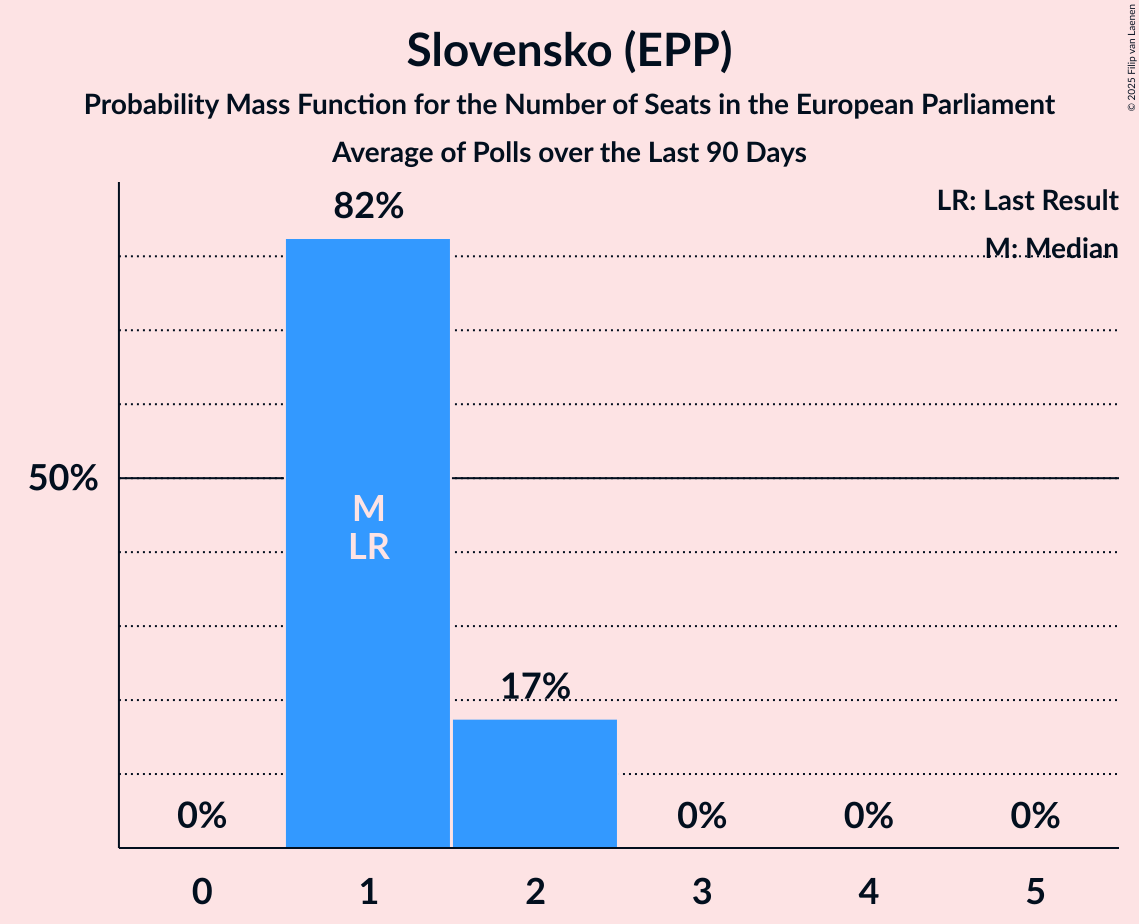 Slovensko (EPP)
Probability Mass Function for the Number of Seats in the European Parliament
Average of Polls over the Last 90 Days
© 2025 Filip van Laenen
LR: Last Result
M: Median
82%
50%
M
LR
17%
0%
0%
0%
0%
0 1 2 3 4 5